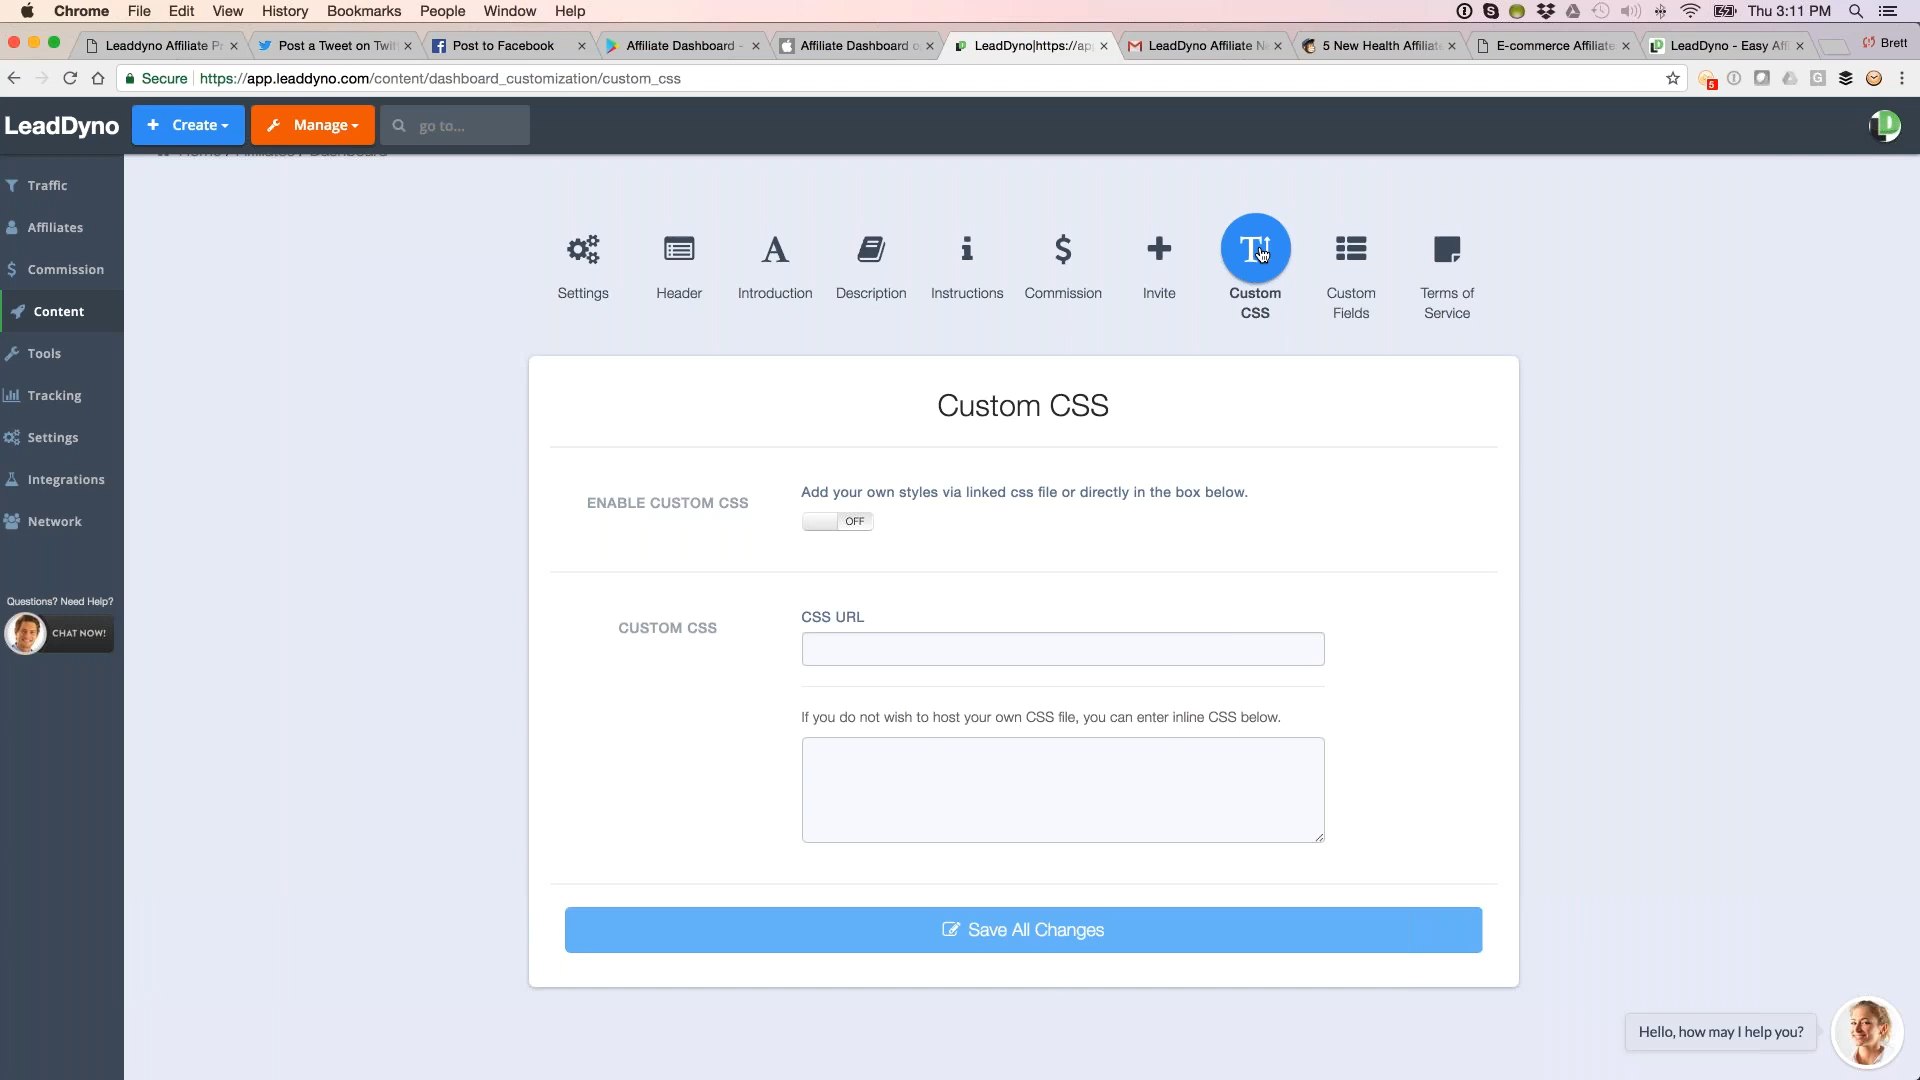 Chrome File Edit View History Bookmarks People Window Help Thu 3:11 PM
Leaddyno Affiliate Pr Post a Tweet on Twit Post to Facebook Affiliate Dashboard - Affiliate Dashboard o LeadDyno|https://ap LeadDyno Affiliate N 5 New Health Affiliat E-commerce Affiliate LeadDyno - Easy Aff Brett
Secure https://app.leaddyno.com/content/dashboard_customization/custom_css 5
LeadDyno Create Manage go to...
Traffic
Affiliates
Commission
Content
Tools
Tracking
Settings
Integrations
Network
Questions? Need Help?
CHAT NOW!
Settings
Header
Introduction
Description
Instructions
Commission
Invite
Custom
CSS
Custom
Fields
Terms of
Service
Custom CSS
ENABLE CUSTOM CSS
Add your own styles via linked css file or directly in the box below.
OFF
CUSTOM CSS
CSS URL
If you do not wish to host your own CSS file, you can enter inline CSS below.
Save All Changes
Hello, how may I help you?